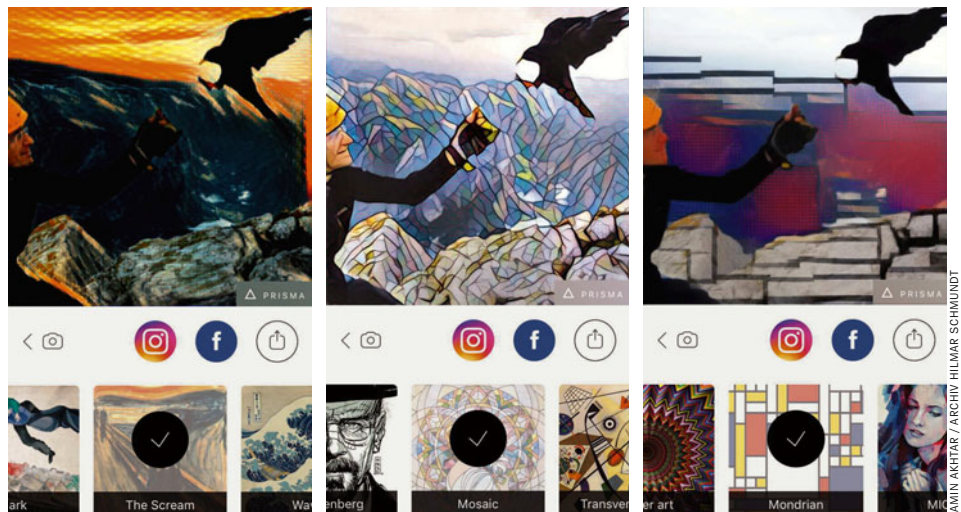 PRISMA
PRISMA
PRISMA
ark
The Scream
Wa
enberg
Mosaic
Transver
er art
Mondrian
MIC
AMIN AKHTAR / ARCHIV HILMAR SCHMUNDT